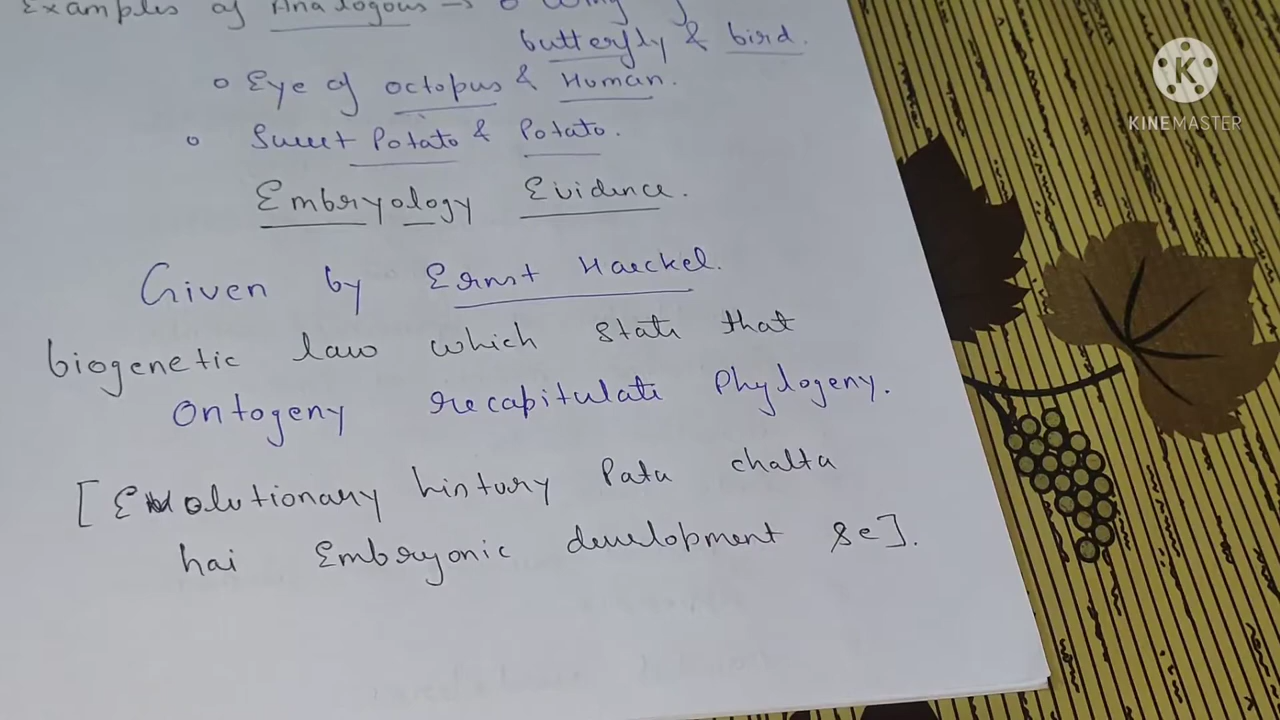 Examples of Analogous → o Wing
butterfly & bird.
o Eye of octopus & Human.
o Sweet Potato & Potato.
Embryology Evidence.
Given by Ernst Haeckel.
biogenetic law which state that
Ontogeny recapitulate Phylogeny.
[Evolutionary history Pata chalta
hai Embryonic development se].
K
KINEMASTER